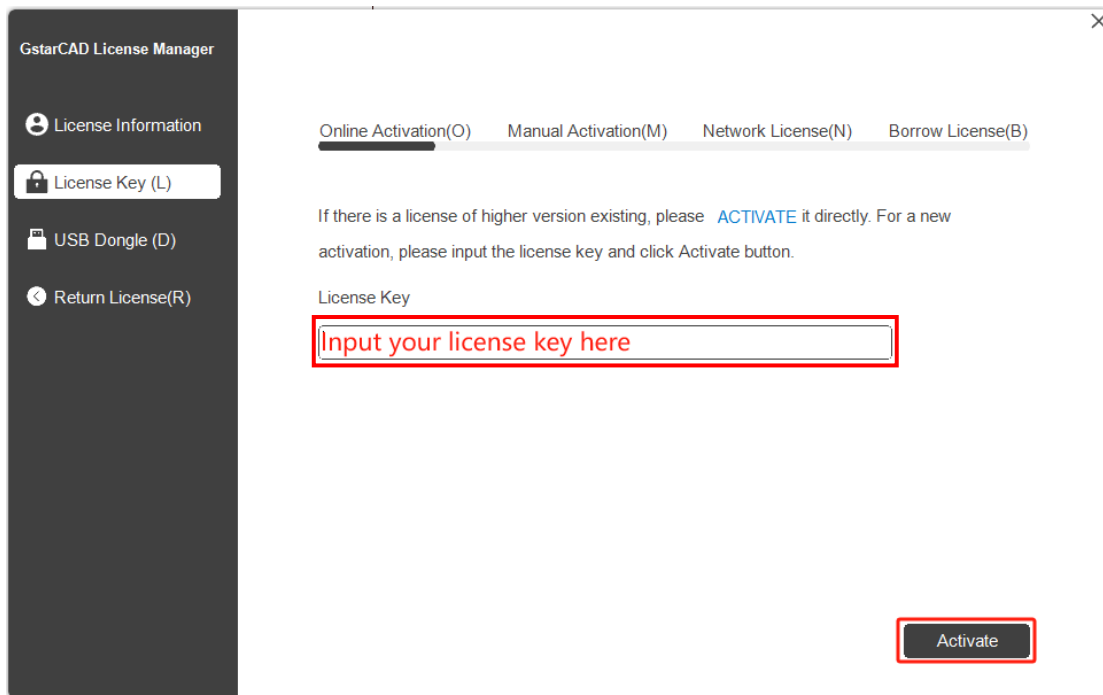 GstarCAD License Manager
License Information
License Key (L)
USB Dongle (D)
Return License(R)
Online Activation(O) Manual Activation(M) Network License(N) Borrow License(B)
If there is a license of higher version existing, please ACTIVATE it directly. For a new
activation, please input the license key and click Activate button.
License Key
Input your license key here
Activate